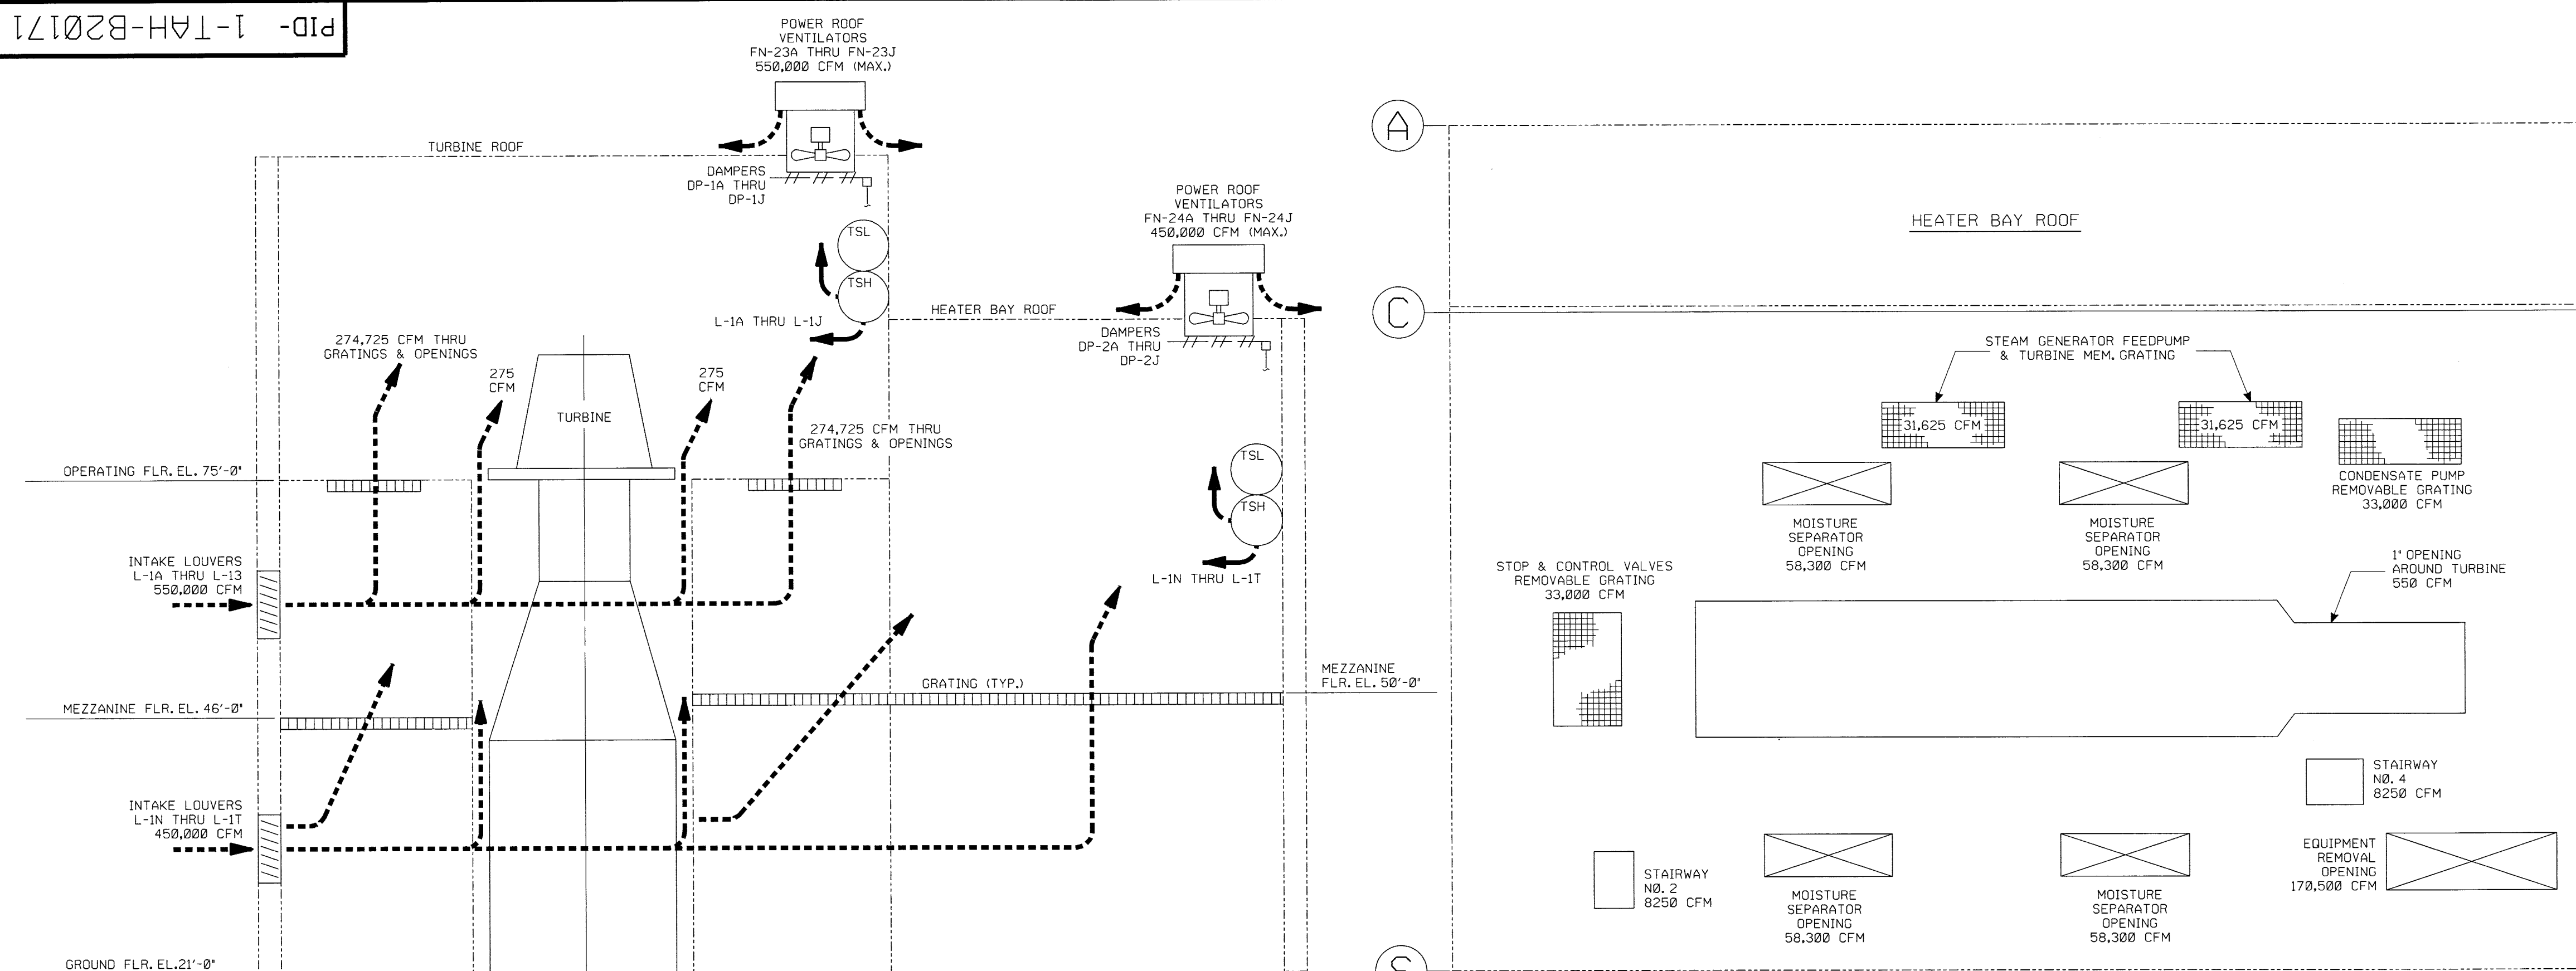 PID- 1-TAH-B20171
POWER ROOF
VENTILATORS
FN-23A THRU FN-23J
550,000 CFM (MAX.)
TURBINE ROOF
DAMPERS
DP-1A THRU
DP-1J
TSL
TSH
L-1A THRU L-1J
POWER ROOF
VENTILATORS
FN-24A THRU FN-24J
450,000 CFM (MAX.)
HEATER BAY ROOF
DAMPERS
DP-2A THRU
DP-2J
274,725 CFM THRU
GRATINGS & OPENINGS
275
CFM
275
CFM
TURBINE
274,725 CFM THRU
GRATINGS & OPENINGS
OPERATING FLR. EL. 75'-0"
TSL
TSH
L-1N THRU L-1T
INTAKE LOUVERS
L-1A THRU L-13
550,000 CFM
GRATING (TYP.)
MEZZANINE
FLR. EL. 50'-0"
MEZZANINE FLR. EL. 46'-0"
INTAKE LOUVERS
L-1N THRU L-1T
450,000 CFM
GROUND FLR. EL.21'-0"
A
HEATER BAY ROOF
C
STEAM GENERATOR FEEDPUMP
& TURBINE MEM. GRATING
31,625 CFM
31,625 CFM
CONDENSATE PUMP
REMOVABLE GRATING
33,000 CFM
MOISTURE
SEPARATOR
OPENING
58,300 CFM
MOISTURE
SEPARATOR
OPENING
58,300 CFM
STOP & CONTROL VALVES
REMOVABLE GRATING
33,000 CFM
1" OPENING
AROUND TURBINE
550 CFM
STAIRWAY
NO. 4
8250 CFM
STAIRWAY
NO. 2
8250 CFM
MOISTURE
SEPARATOR
OPENING
58,300 CFM
MOISTURE
SEPARATOR
OPENING
58,300 CFM
EQUIPMENT
REMOVAL
OPENING
170,500 CFM